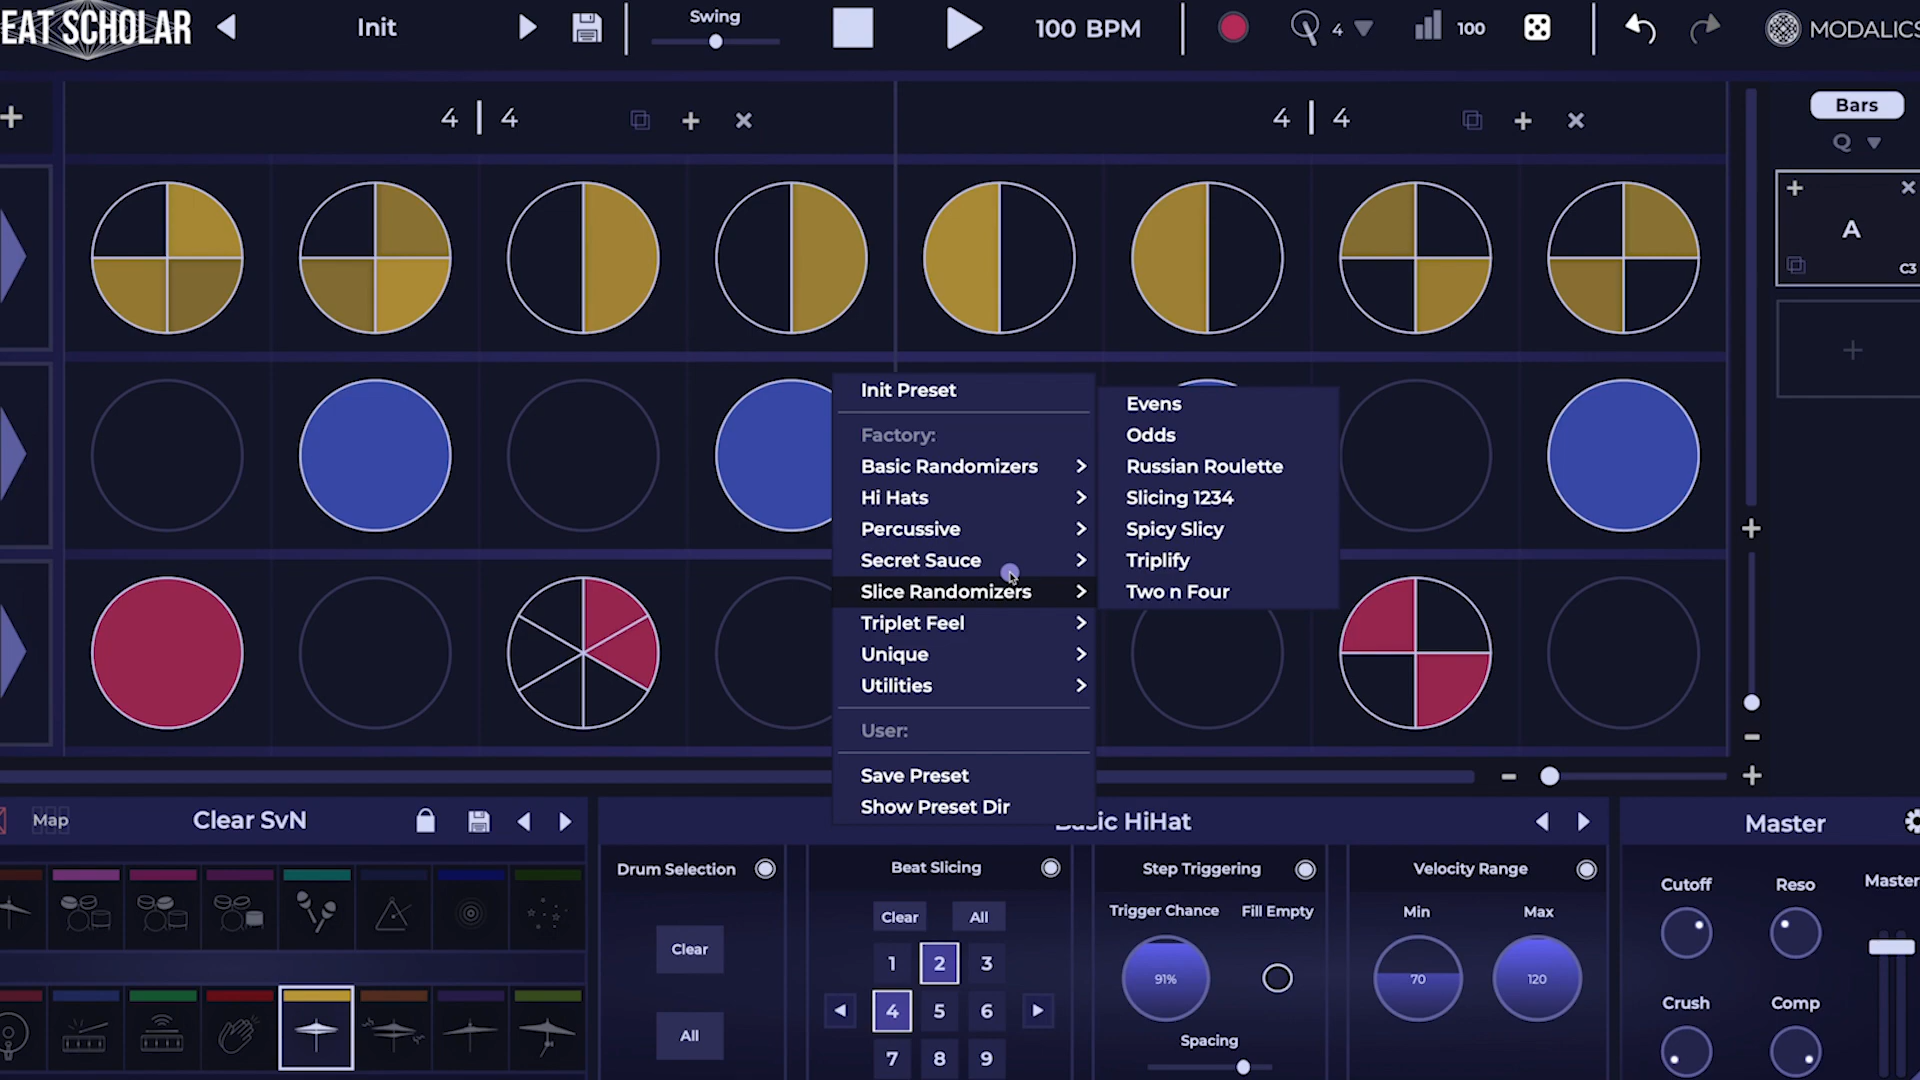 EAT SCHOLAR
Init
Swing
100 BPM
4
100
MODALICS
4 | 4
4 | 4
Bars
Q
A
C3
Init Preset
Factory:
Basic Randomizers
Hi Hats
Percussive
Secret Sauce
Slice Randomizers
Triplet Feel
Unique
Utilities
User:
Save Preset
Show Preset Dir
Evens
Odds
Russian Roulette
Slicing 1234
Spicy Slicy
Triplify
Two n Four
Map
Clear SvN
Basic HiHat
Master
Drum Selection
Clear
All
Beat Slicing
Clear
All
1 2 3
4 5 6
7 8 9
Step Triggering
Trigger Chance
Fill Empty
91%
Spacing
Velocity Range
Min
Max
70
120
Cutoff
Reso
Master
Crush
Comp